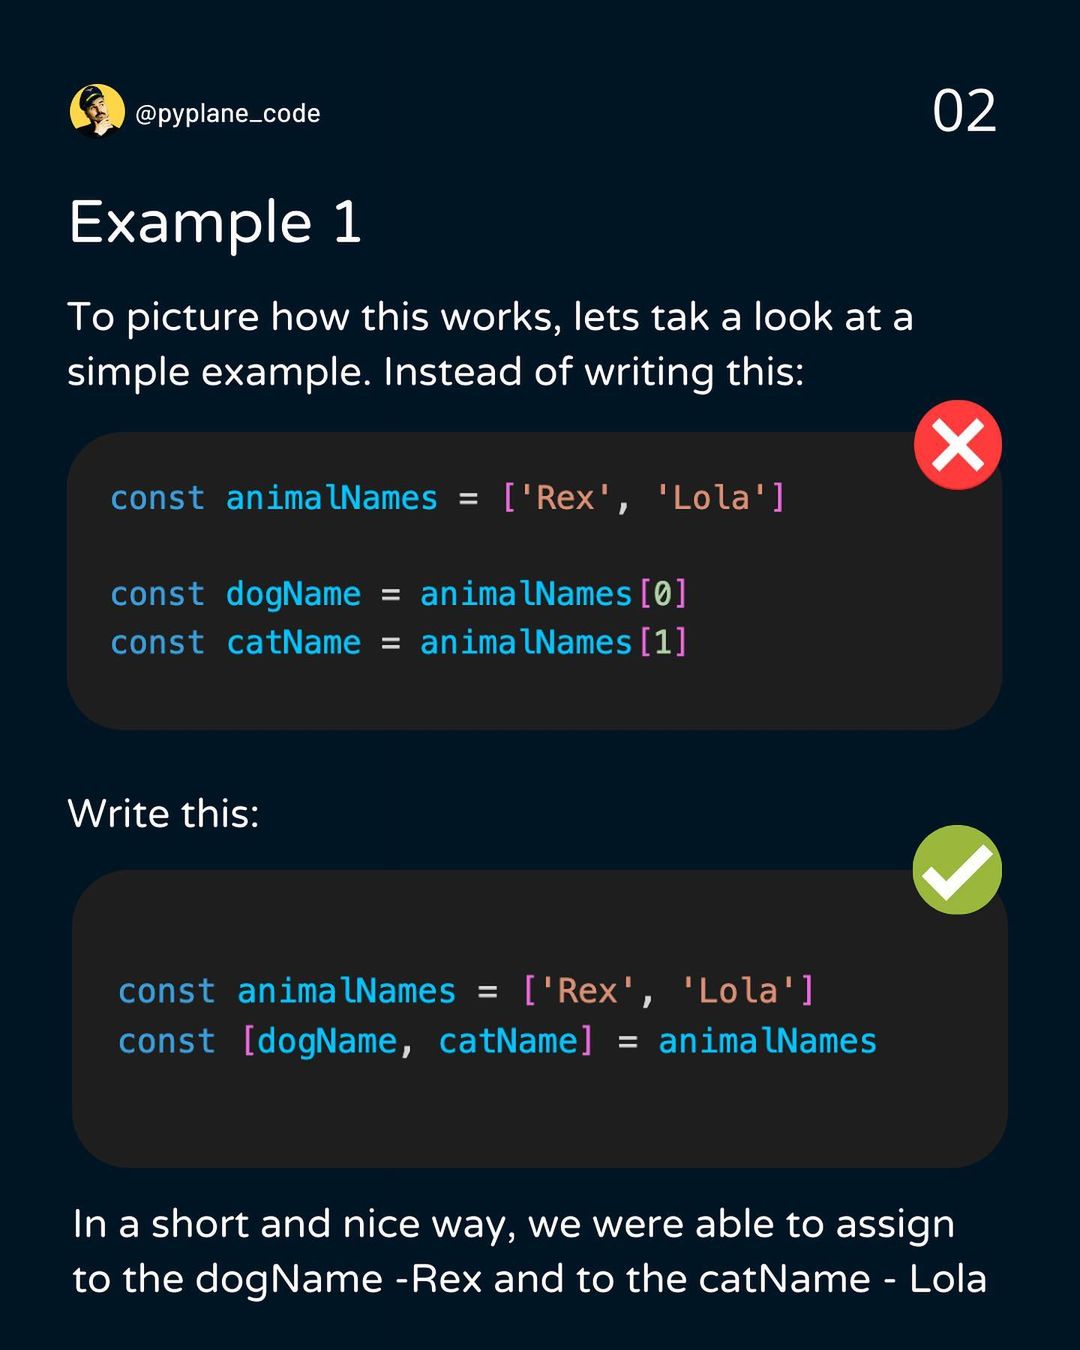 @pyplane_code
02
Example 1
To picture how this works, lets tak a look at a
simple example. Instead of writing this:
const animalNames = ['Rex', 'Lola']
const dogName = animalNames[0]
const catName = animalNames[1]
Write this:
const animalNames = ['Rex', 'Lola']
const [dogName, catName] = animalNames
In a short and nice way, we were able to assign
to the dogName -Rex and to the catName - Lola